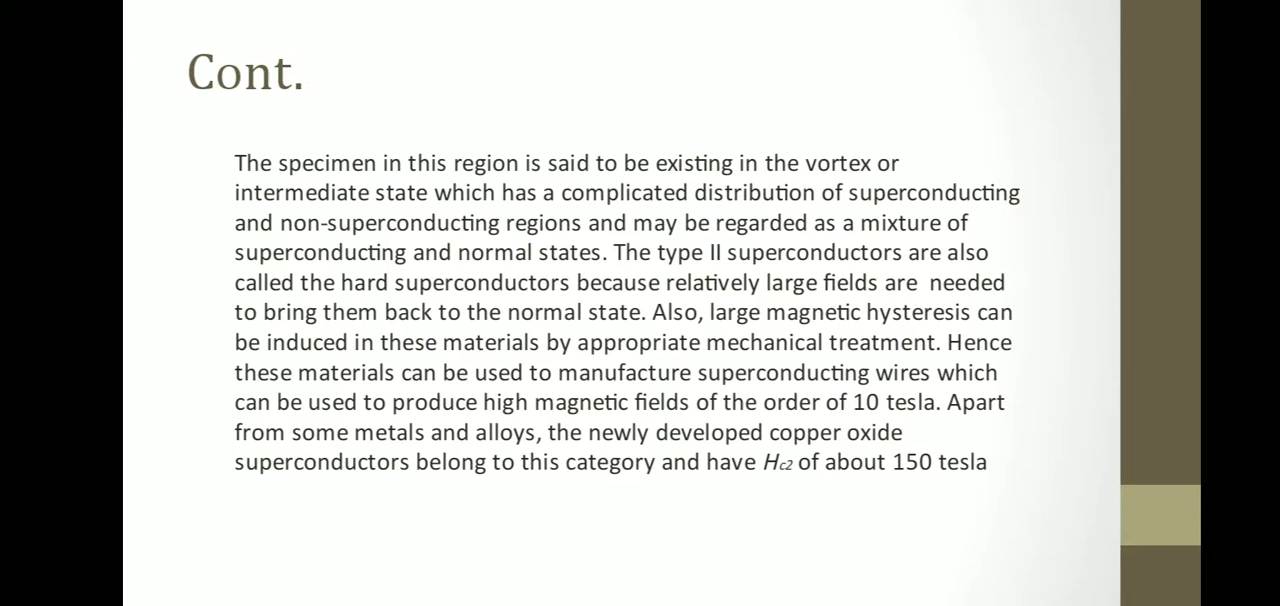 Cont.
The specimen in this region is said to be existing in the vortex or
intermediate state which has a complicated distribution of superconducting
and non-superconducting regions and may be regarded as a mixture of
superconducting and normal states. The type II superconductors are also
called the hard superconductors because relatively large fields are  needed
to bring them back to the normal state. Also, large magnetic hysteresis can
be induced in these materials by appropriate mechanical treatment. Hence
these materials can be used to manufacture superconducting wires which
can be used to produce high magnetic fields of the order of 10 tesla. Apart
from some metals and alloys, the newly developed copper oxide
superconductors belong to this category and have Hc2 of about 150 tesla